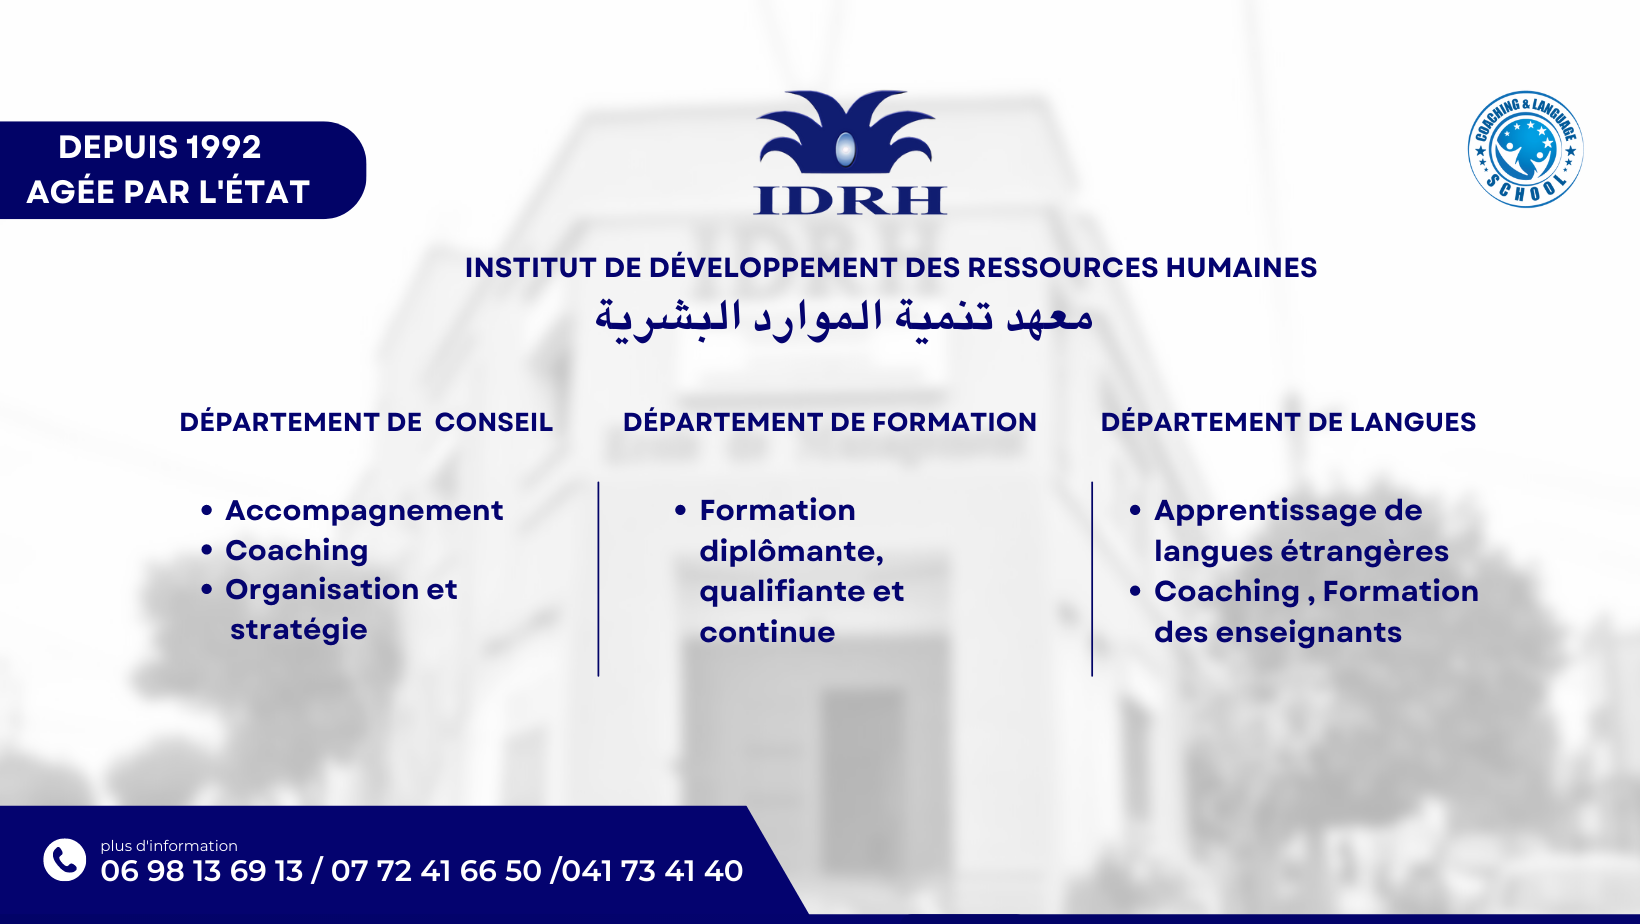 DEPUIS 1992
AGÉE PAR L'ÉTAT
IDRH
COACHING & LANGUAGE
SCHOOL
INSTITUT DE DÉVELOPPEMENT DES RESSOURCES HUMAINES
معهد تنمية الموارد البشرية
DÉPARTEMENT DE CONSEIL
• Accompagnement
• Coaching
• Organisation et
stratégie
DÉPARTEMENT DE FORMATION
• Formation
diplômante,
qualifiante et
continue
DÉPARTEMENT DE LANGUES
• Apprentissage de
langues étrangères
• Coaching , Formation
des enseignants
plus d'information
06 98 13 69 13 / 07 72 41 66 50 /041 73 41 40